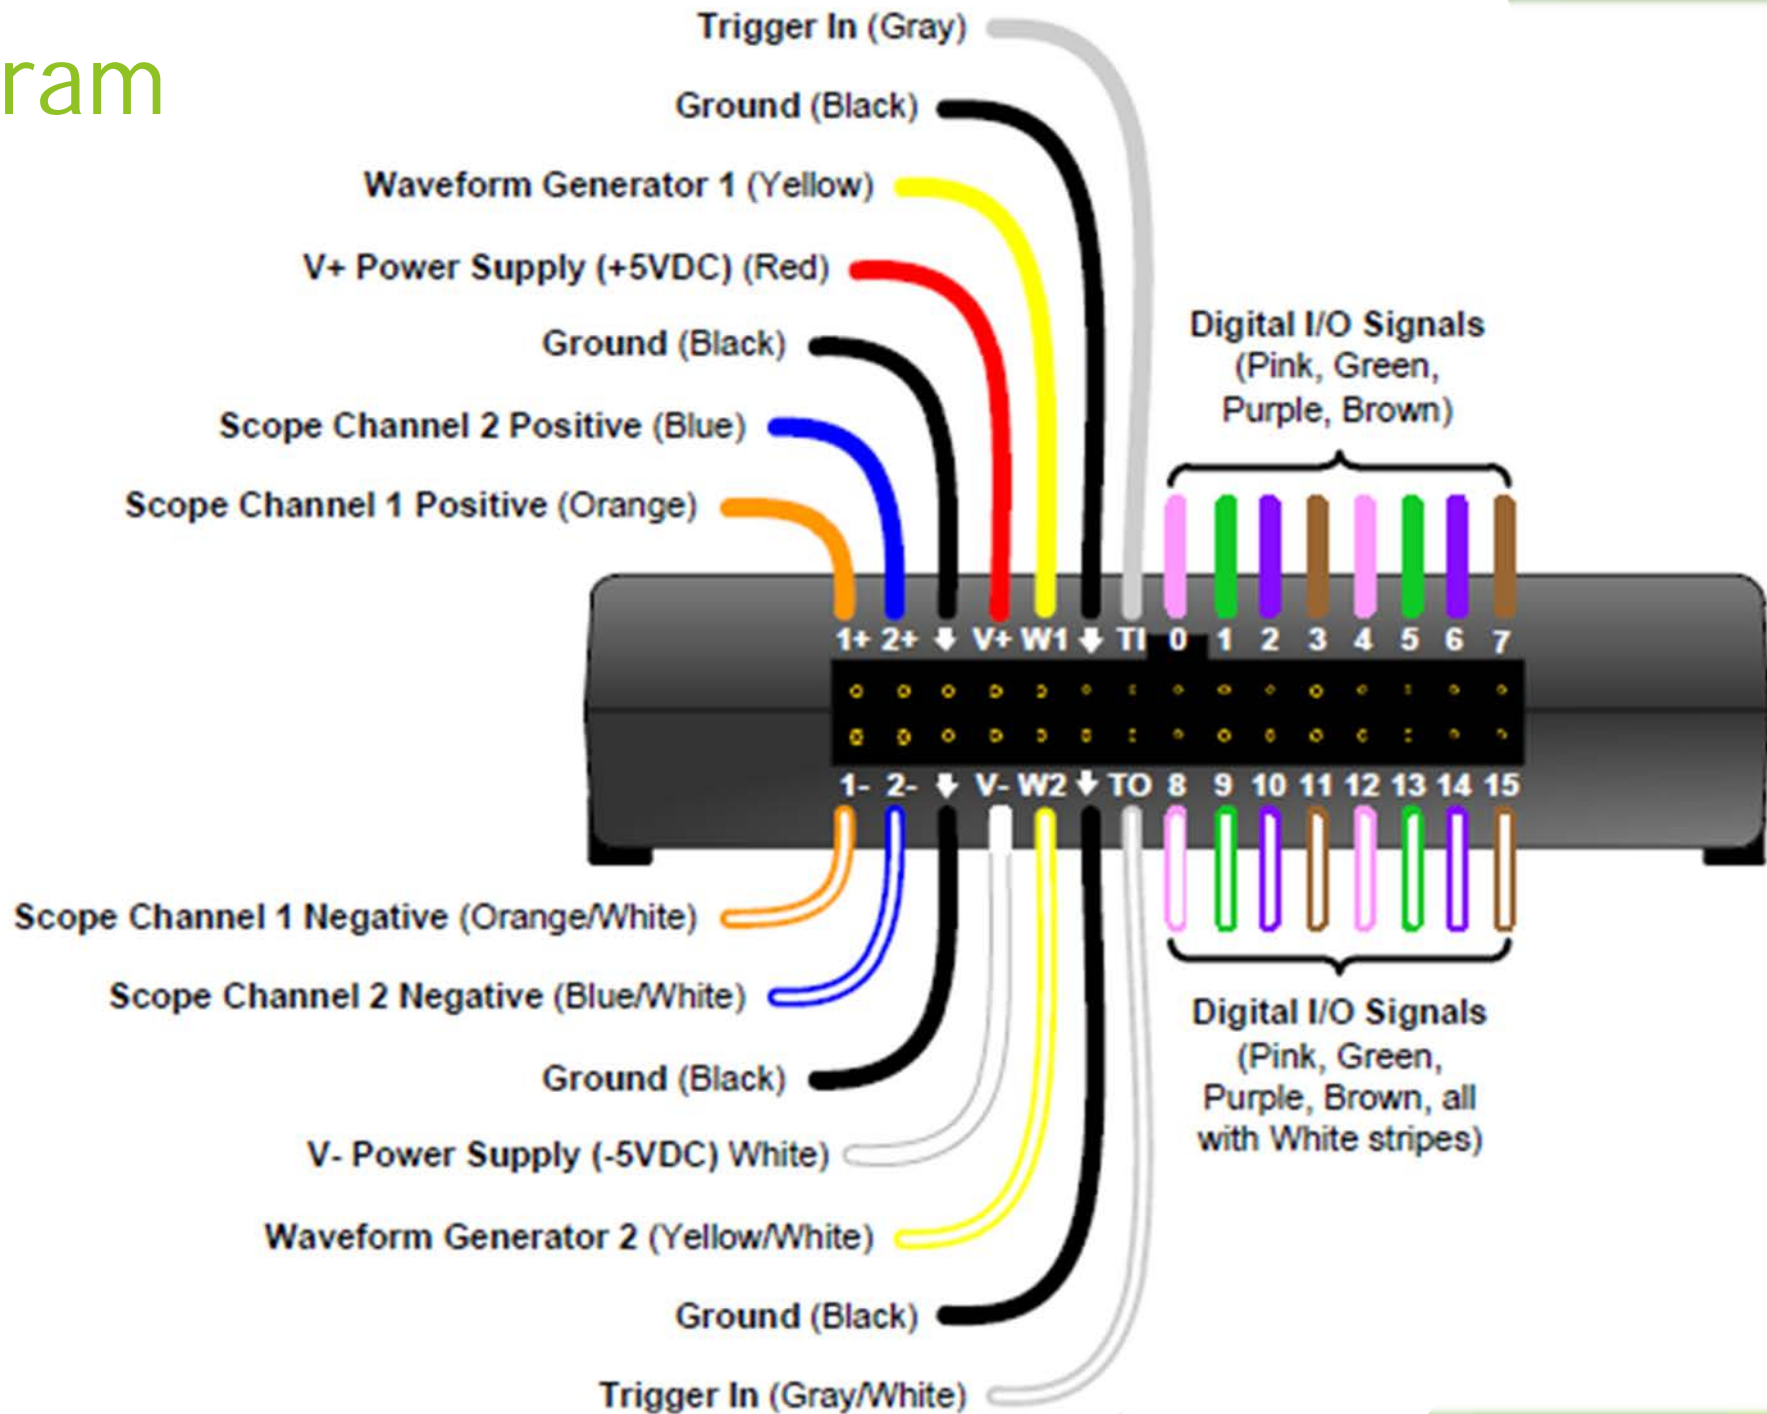 ram
Trigger In (Gray)
Ground (Black)
Waveform Generator 1 (Yellow)
V+ Power Supply (+5VDC) (Red)
Ground (Black)
Scope Channel 2 Positive (Blue)
Scope Channel 1 Positive (Orange)
Digital I/O Signals
(Pink, Green,
Purple, Brown)
1+ 2+ V+ W1 TI 0 1 2 3 4 5 6 7
1- 2- V- W2 TO 8 9 10 11 12 13 14 15
Scope Channel 1 Negative (Orange/White)
Scope Channel 2 Negative (Blue/White)
Ground (Black)
V- Power Supply (-5VDC) White)
Waveform Generator 2 (Yellow/White)
Ground (Black)
Trigger In (Gray/White)
Digital I/O Signals
(Pink, Green,
Purple, Brown, all
with White stripes)